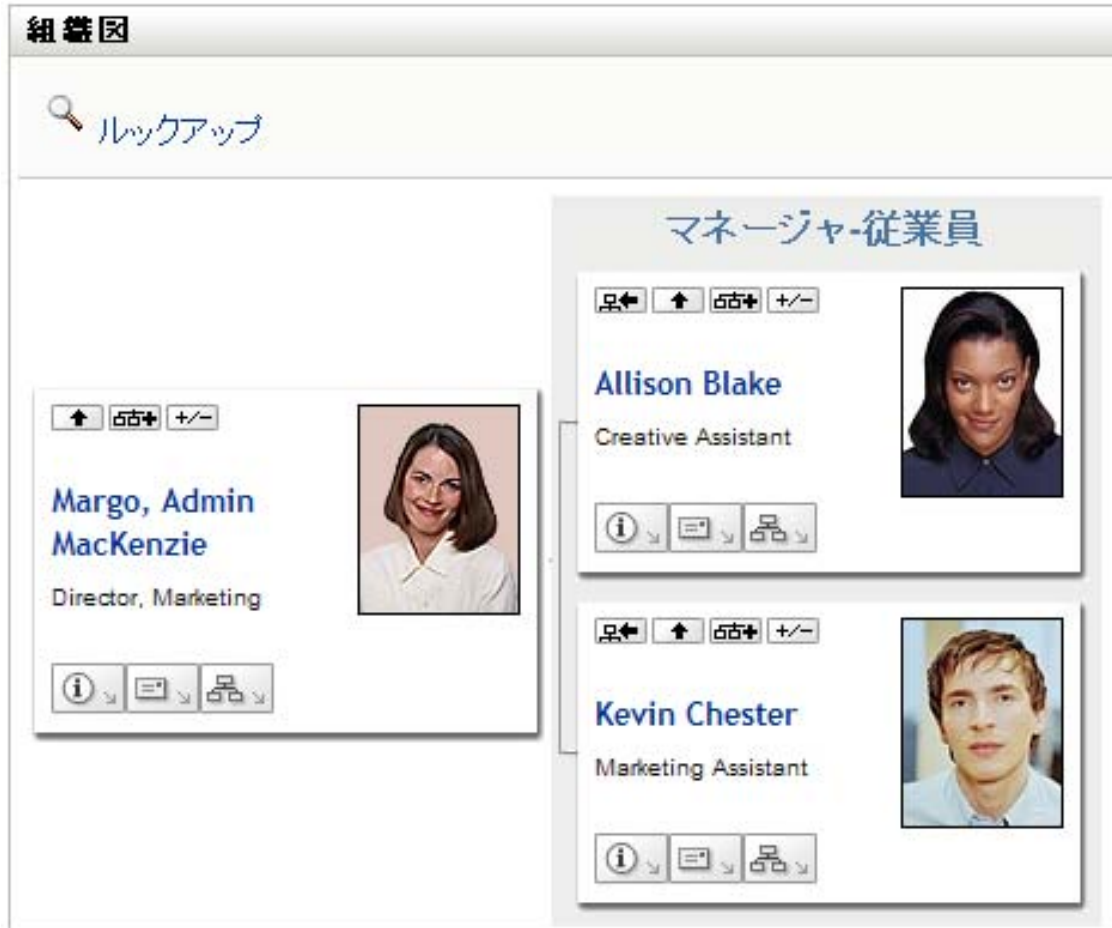 組織図
ルックアップ
マネージャ-従業員
+/-
Allison Blake
Creative Assistant
+/-
Margo, Admin
MacKenzie
Director, Marketing
+/-
Kevin Chester
Marketing Assistant